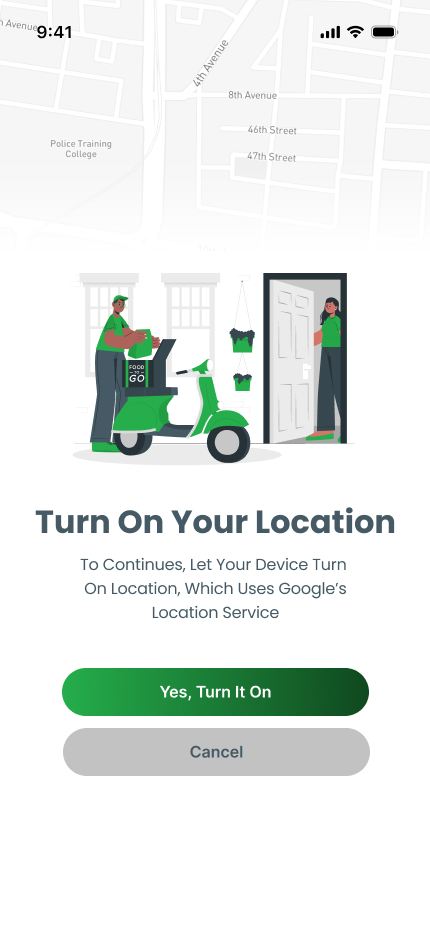 9:41
h Avenue
4th Avenue
8th Avenue
46th Street
47th Street
Police Training
College
FOOD
TO
GO
Turn On Your Location
To Continues, Let Your Device Turn
On Location, Which Uses Google’s
Location Service
Yes, Turn It On
Cancel